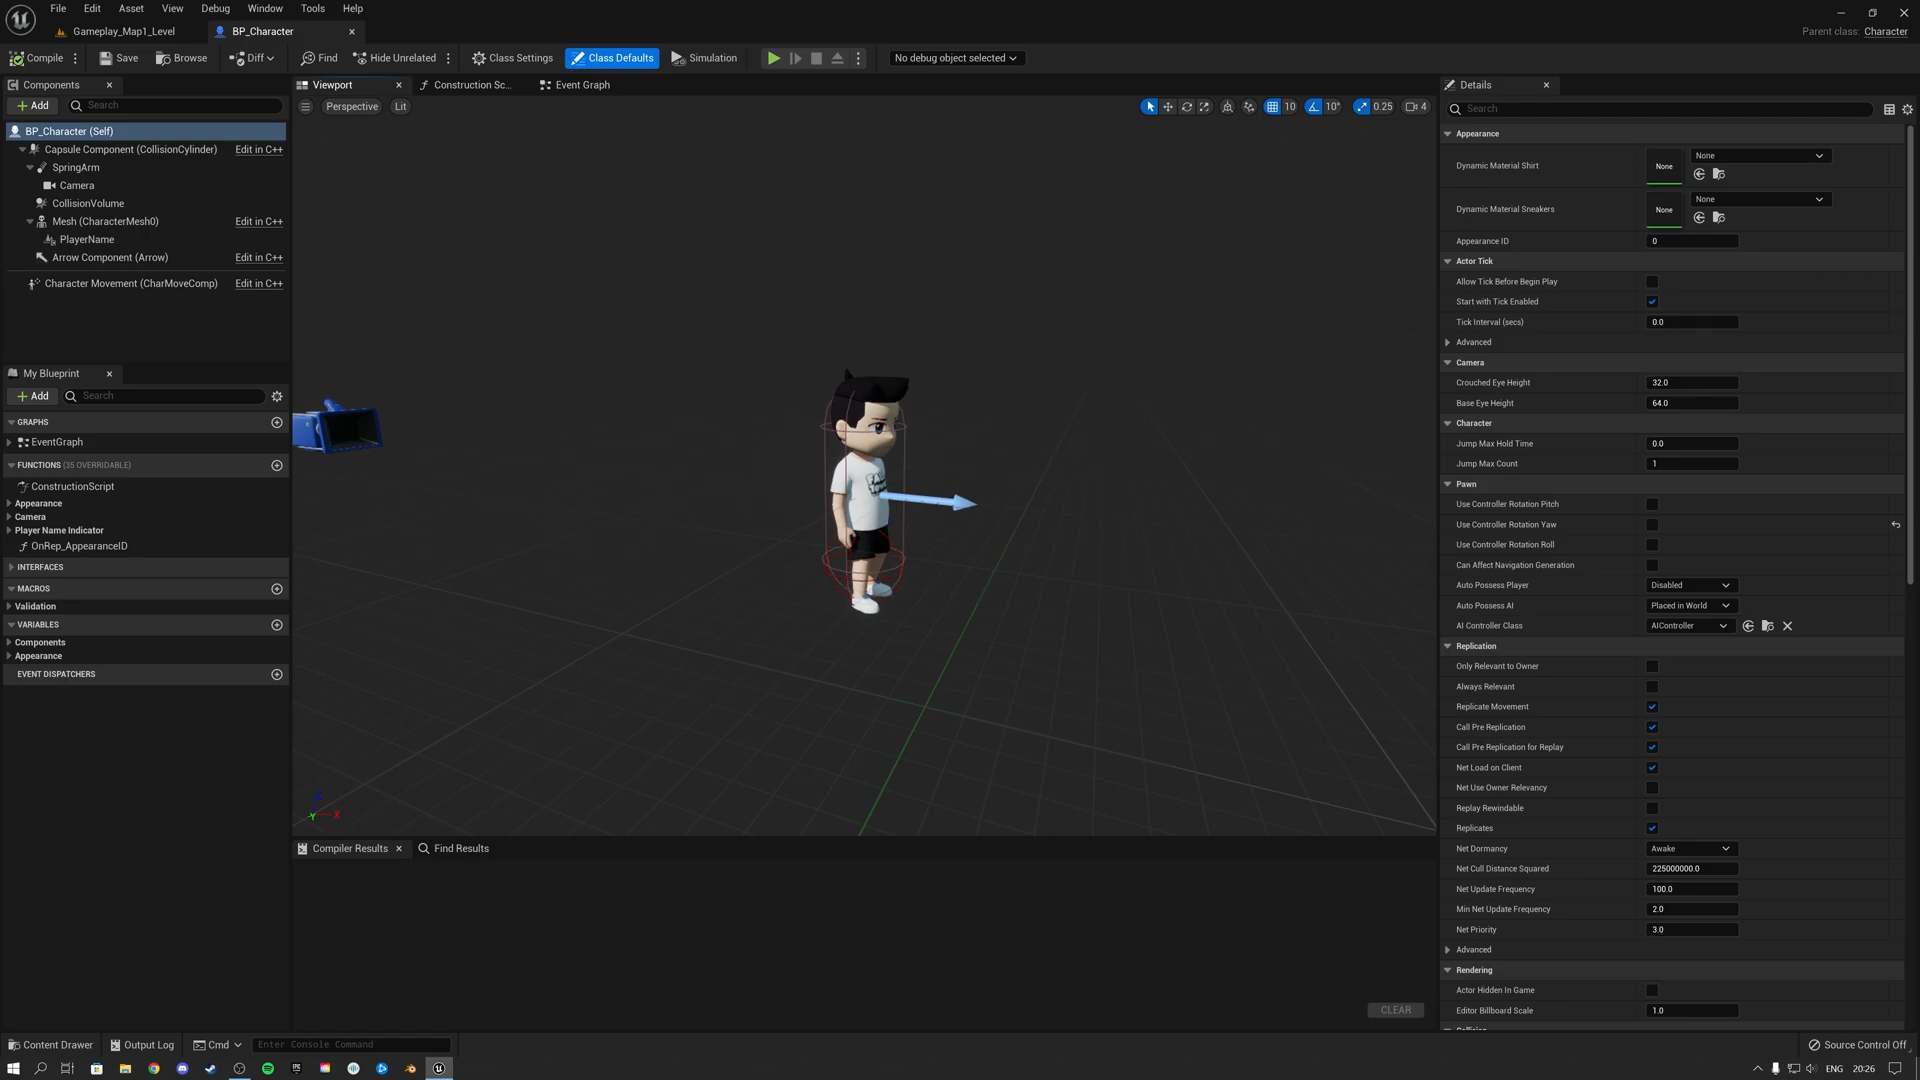 File Edit Asset View Debug Window Tools Help
Gameplay_Map1_Level
BP_Character
Parent class: Character
Compile
Save
Browse
Diff
Find
Hide Unrelated
Class Settings
Class Defaults
Simulation
No debug object selected
Components
Add
Search
BP_Character (Self)
Capsule Component (CollisionCylinder) Edit in C++
SpringArm
Camera
CollisionVolume
Mesh (CharacterMesh0) Edit in C++
PlayerName
Arrow Component (Arrow) Edit in C++
Character Movement (CharMoveComp) Edit in C++
My Blueprint
Add
Search
GRAPHS
EventGraph
FUNCTIONS (35 OVERRIDABLE)
ConstructionScript
Appearance
Camera
Player Name Indicator
OnRep_AppearanceID
INTERFACES
MACROS
Validation
VARIABLES
Components
Appearance
EVENT DISPATCHERS
Viewport
Construction Sc...
Event Graph
Perspective
Lit
10
10°
0.25
4
Z
X
Y
Compiler Results
Find Results
CLEAR
Details
Search
Appearance
Dynamic Material Shirt None None
Dynamic Material Sneakers None None
Appearance ID 0
Actor Tick
Allow Tick Before Begin Play
Start with Tick Enabled
Tick Interval (secs) 0.0
Advanced
Camera
Crouched Eye Height 32.0
Base Eye Height 64.0
Character
Jump Max Hold Time 0.0
Jump Max Count 1
Pawn
Use Controller Rotation Pitch
Use Controller Rotation Yaw
Use Controller Rotation Roll
Can Affect Navigation Generation
Auto Possess Player Disabled
Auto Possess AI Placed in World
AI Controller Class AIController
Replication
Only Relevant to Owner
Always Relevant
Replicate Movement
Call Pre Replication
Call Pre Replication for Replay
Net Load on Client
Net Use Owner Relevancy
Replay Rewindable
Replicates
Net Dormancy Awake
Net Cull Distance Squared 225000000.0
Net Update Frequency 100.0
Min Net Update Frequency 2.0
Net Priority 3.0
Advanced
Rendering
Actor Hidden In Game
Editor Billboard Scale 1.0
Collision
Content Drawer
Output Log
Cmd
Enter Console Command
Source Control Off
ENG 20:26